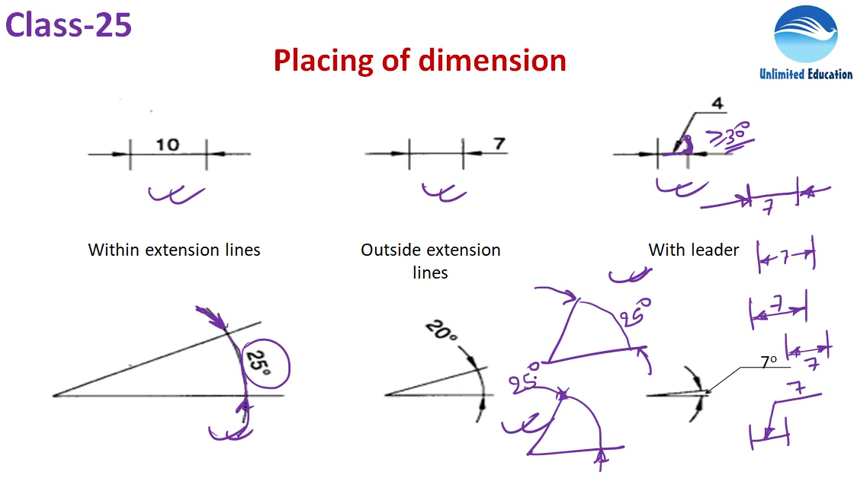 Class-25
Placing of dimension
Unlimited Education
10
7
4
≥30°
7
Within extension lines
Outside extension
lines
With leader
7
7
25°
25°
20°
7°
7
25°
7